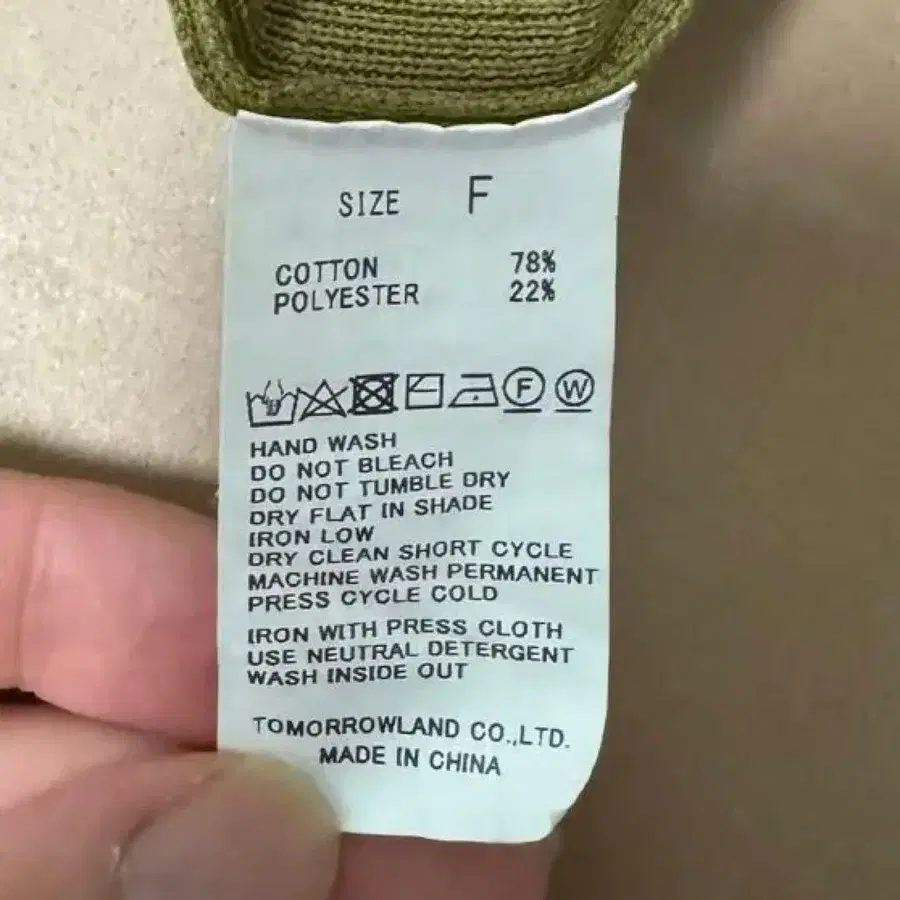 SIZE F
COTTON 78%
POLYESTER 22%
F W
HAND WASH
DO NOT BLEACH
DO NOT TUMBLE DRY
DRY FLAT IN SHADE
IRON LOW
DRY CLEAN SHORT CYCLE
MACHINE WASH PERMANENT
PRESS CYCLE COLD
IRON WITH PRESS CLOTH
USE NEUTRAL DETERGENT
WASH INSIDE OUT
TOMORROWLAND CO.,LTD.
MADE IN CHINA